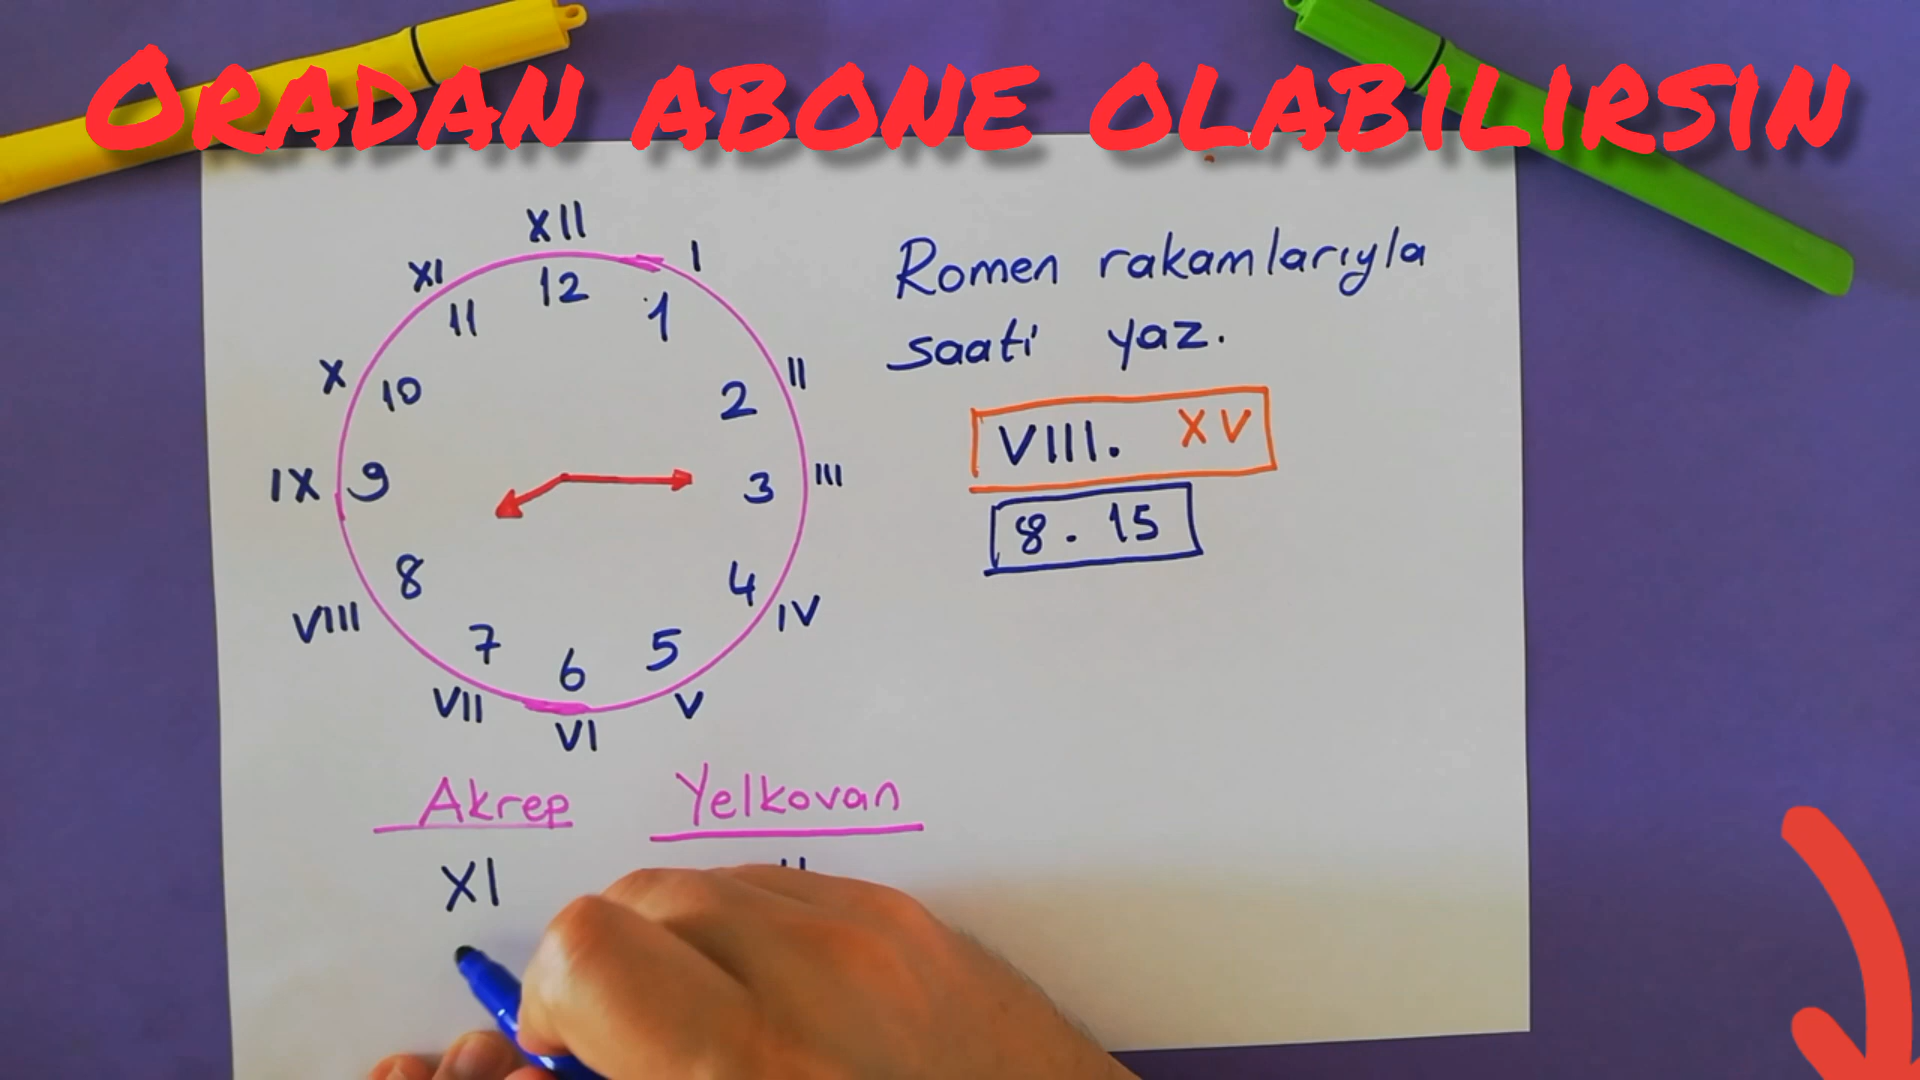 ORADAN ABONE OLABILIRSIN
XII
XI
I
12
11
1
X
II
10
2
IX
9
3
III
8
4
VIII
IV
7
5
6
VII
V
VI
Romen rakamlarıyla
saati yaz.
VIII. XV
8. 15
Akrep Yelkovan
XI